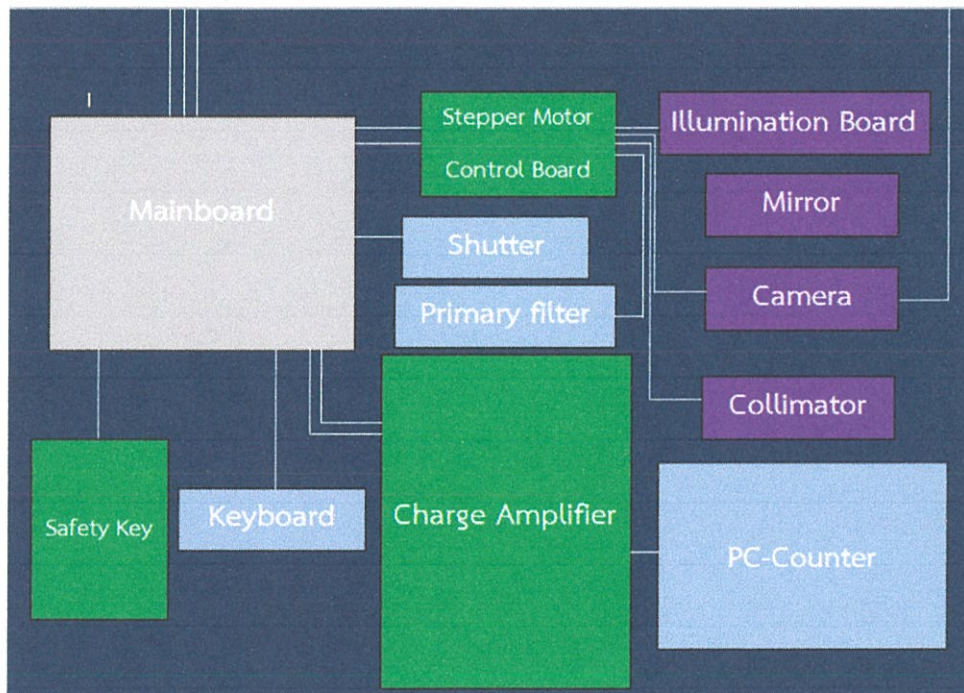 Stepper Motor
Control Board
Illumination Board
Mainboard
Mirror
Shutter
Camera
Primary filter
Collimator
Safety Key
Keyboard
Charge Amplifier
PC-Counter